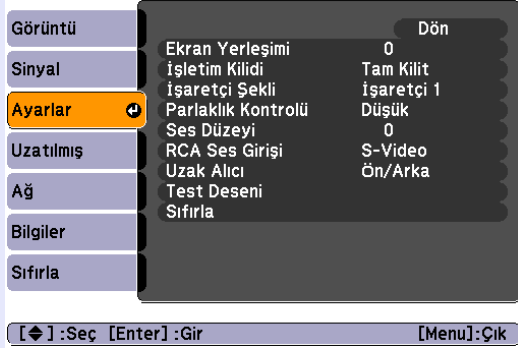 Görüntü
Sinyal
Ayarlar
Uzatılmış
Ağ
Bilgiler
Sıfırla
Dön
Ekran Yerleşimi 0
İşletim Kilidi Tam Kilit
İşaretçi Şekli İşaretçi 1
Parlaklık Kontrolü Düşük
Ses Düzeyi 0
RCA Ses Girişi S-Video
Uzak Alıcı Ön/Arka
Test Deseni
Sıfırla
[◆] :Seç [Enter] :Gir [Menu]:Çık